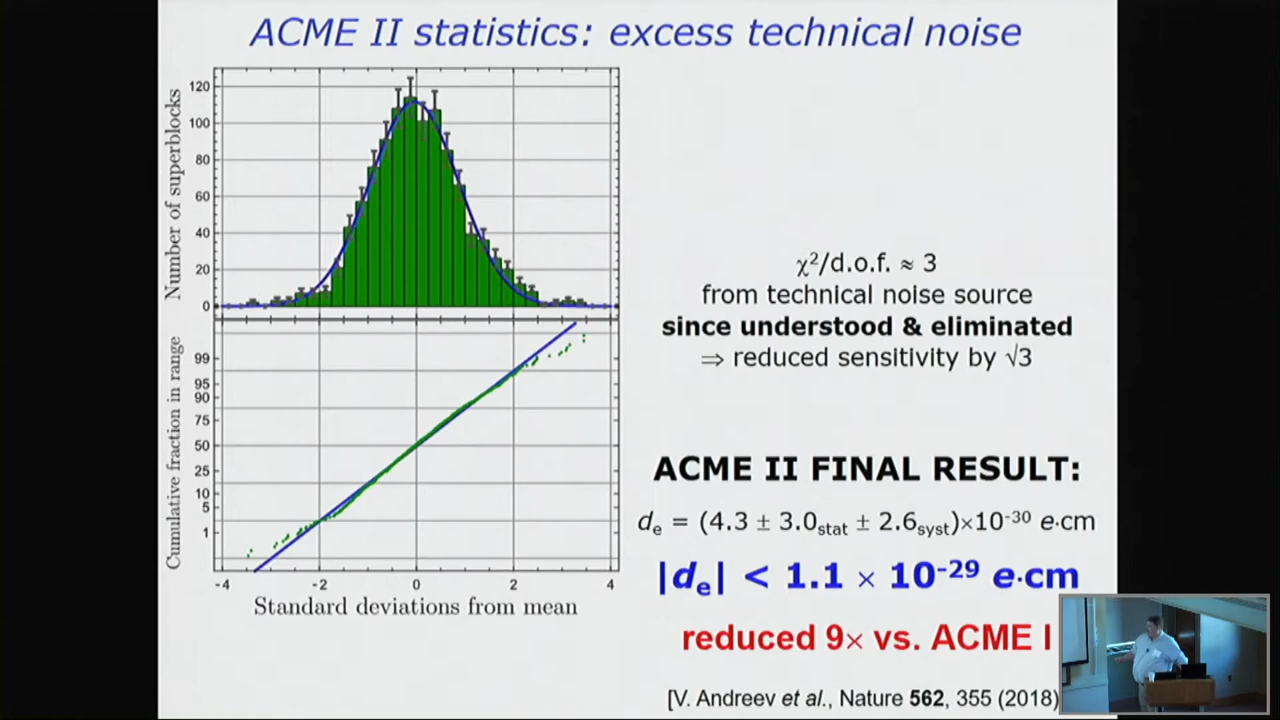 ACME II statistics: excess technical noise
Number of superblocks
120
100
80
60
40
20
0
Cumulative fraction in range
99
95
90
75
50
25
10
5
1
-4 -2 0 2 4
Standard deviations from mean
χ²/d.o.f. ≈ 3
from technical noise source
since understood & eliminated
⇒ reduced sensitivity by √3
ACME II FINAL RESULT:
dₑ = (4.3 ± 3.0stat ± 2.6syst)×10⁻³⁰ e·cm
|dₑ| < 1.1 × 10⁻²⁹ e·cm
reduced 9× vs. ACME I
[V. Andreev et al., Nature 562, 355 (2018)